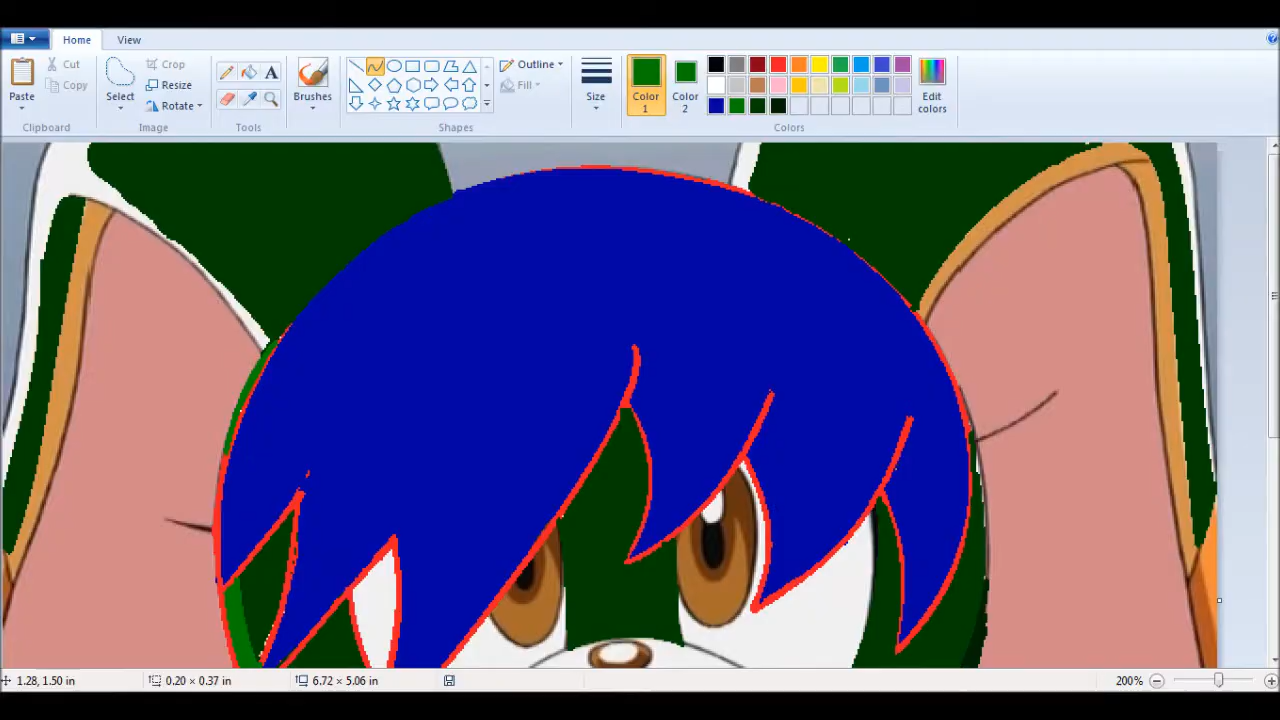 Home View
Paste
Cut
Copy
Clipboard
Select
Crop
Resize
Rotate
Image
A
Tools
Brushes
Outline
Fill
Shapes
Size
Color 1
Color 2
Edit colors
Colors
1.28, 1.50 in
0.20 × 0.37 in
6.72 × 5.06 in
200%